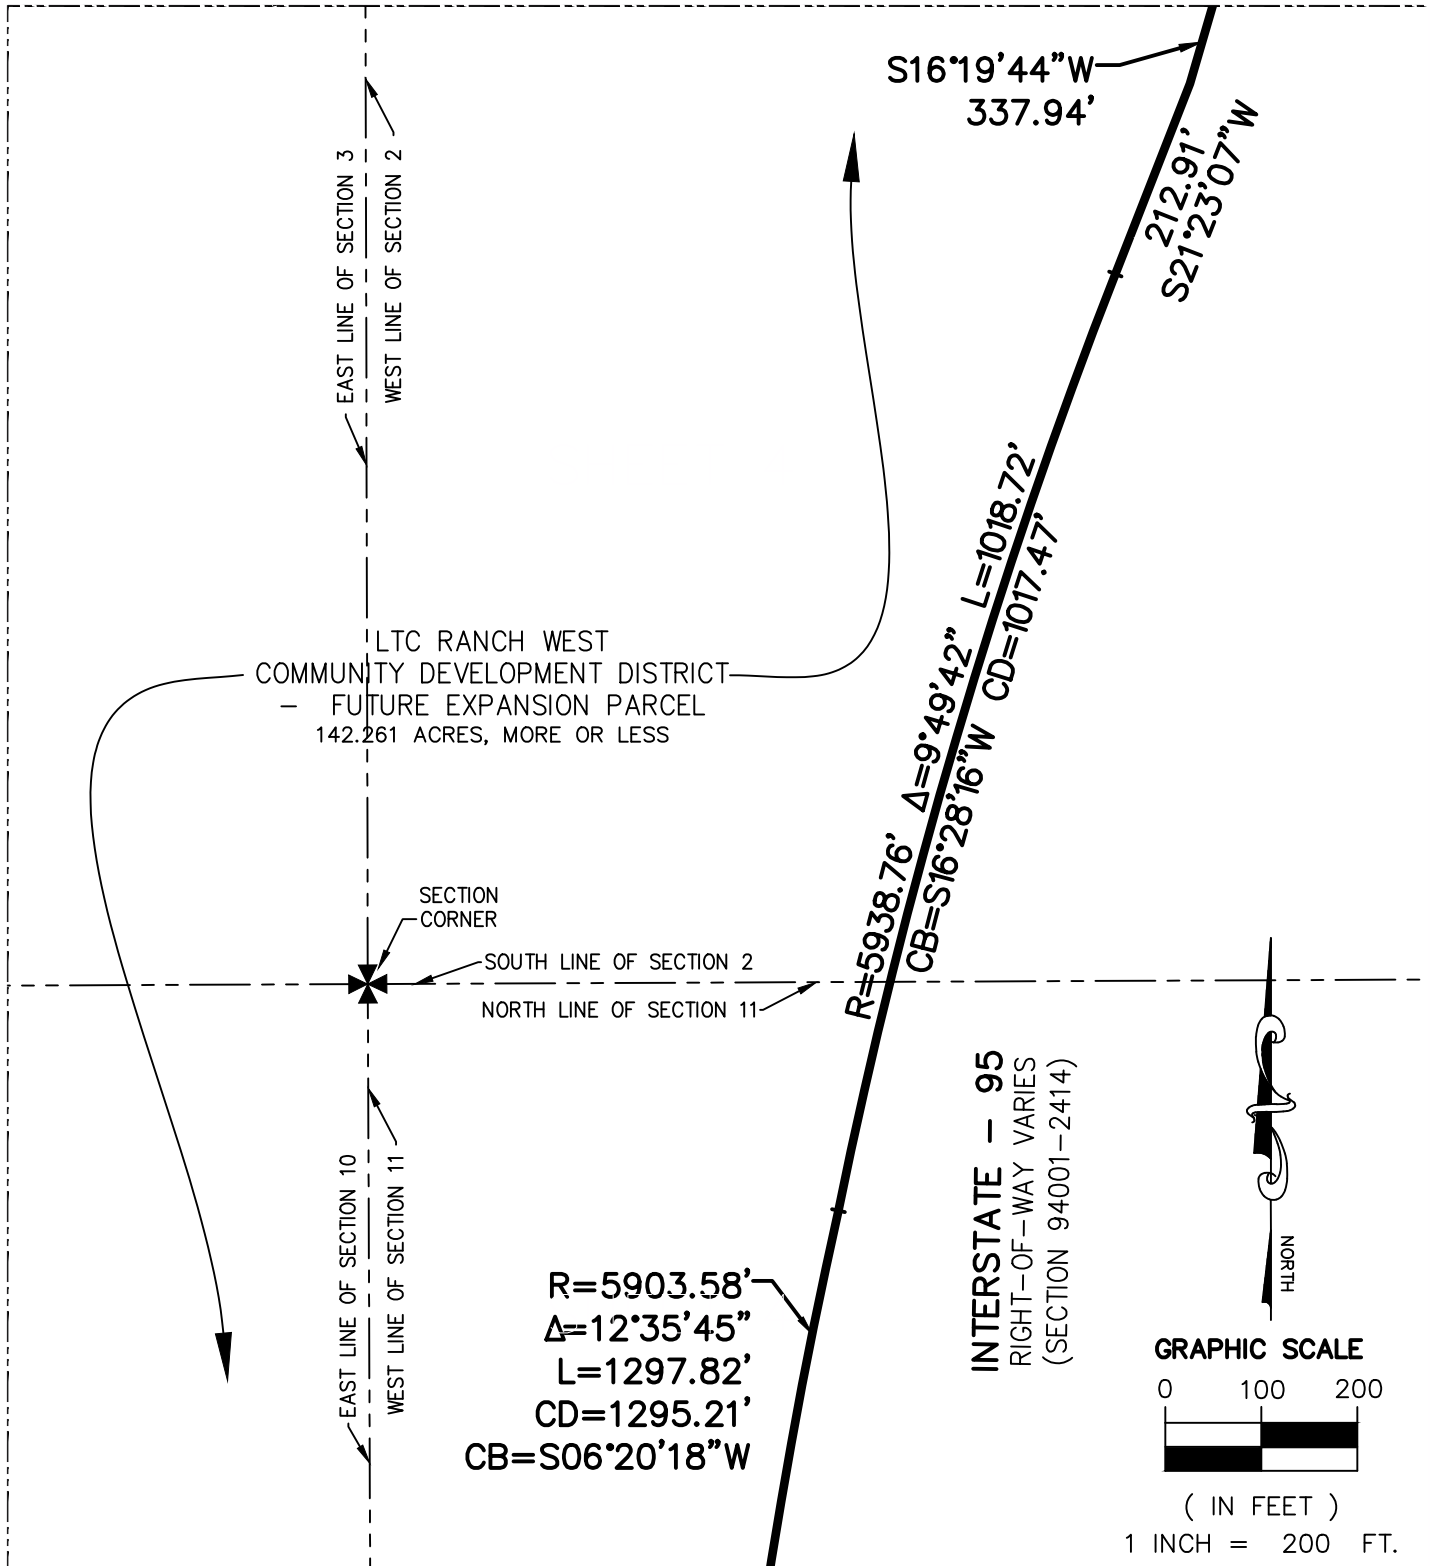 S16°19'44"W
337.94'
212.91'
S21°23'07"W
EAST LINE OF SECTION 3
WEST LINE OF SECTION 2
R=5938.76' Δ=9°49'42" L=1018.72'
CB=S16°28'16"W CD=1017.47'
LTC RANCH WEST
COMMUNITY DEVELOPMENT DISTRICT
- FUTURE EXPANSION PARCEL
142.261 ACRES, MORE OR LESS
SECTION
CORNER
SOUTH LINE OF SECTION 2
NORTH LINE OF SECTION 11
EAST LINE OF SECTION 10
WEST LINE OF SECTION 11
INTERSTATE - 95
RIGHT-OF-WAY VARIES
(SECTION 94001-2414)
R=5903.58'
Δ=12°35'45"
L=1297.82'
CD=1295.21'
CB=S06°20'18"W
NORTH
GRAPHIC SCALE
0 100 200
( IN FEET )
1 INCH = 200 FT.